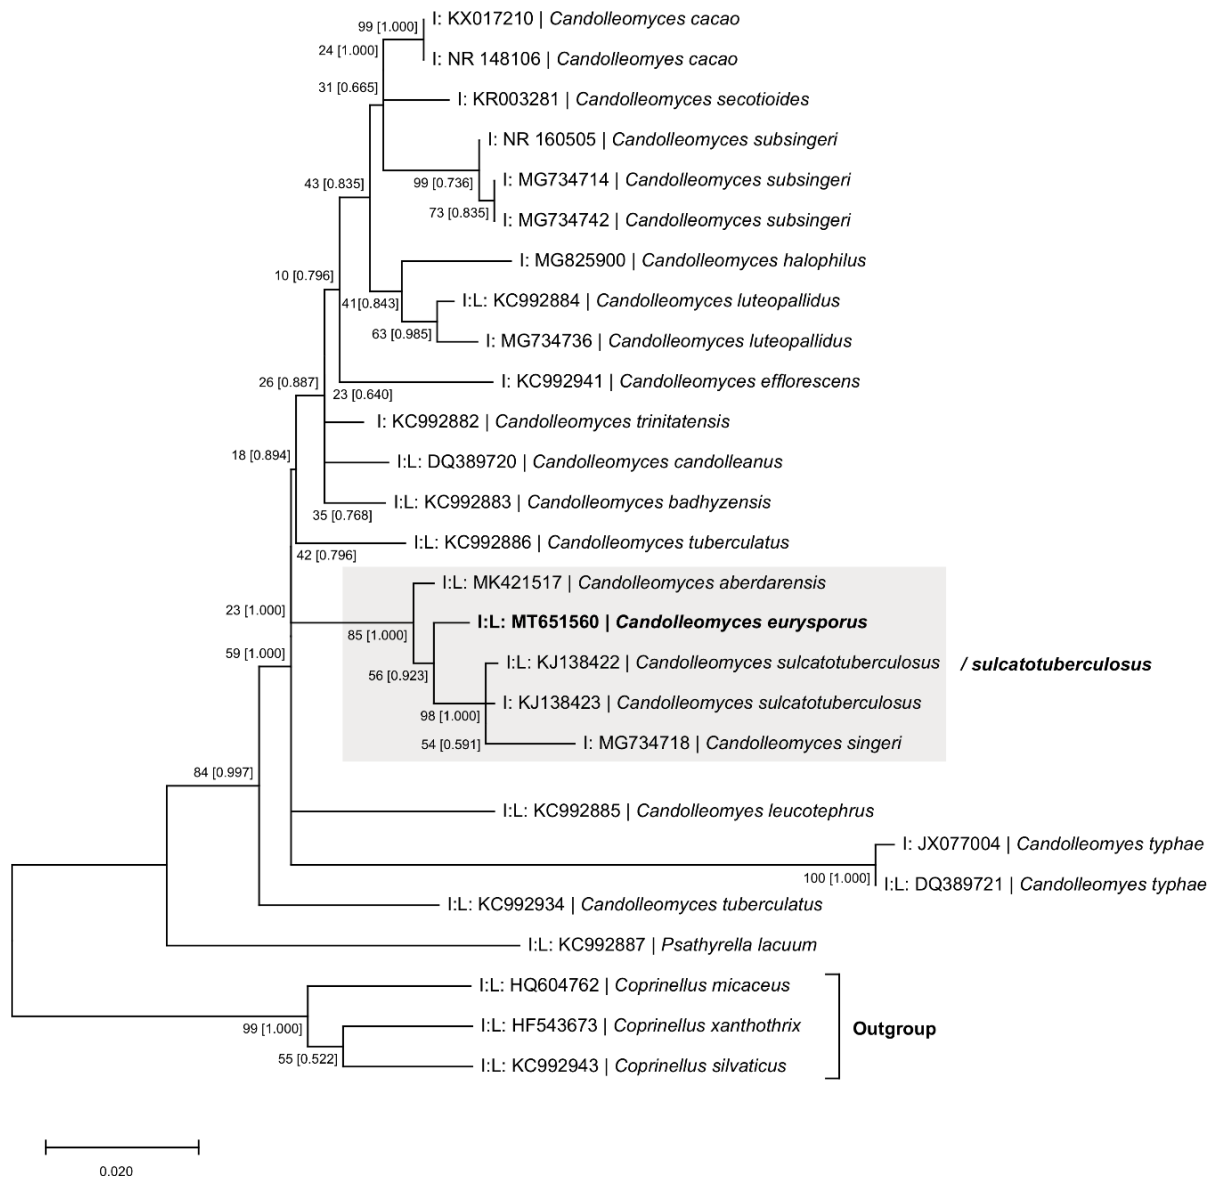 99 [1.000]
I: KX017210 | Candolleomyces cacao
24 [1.000]
I: NR 148106 | Candolleomyes cacao
31 [0.665]
I: KR003281 | Candolleomyces secotioides
I: NR 160505 | Candolleomyces subsingeri
43 [0.835]
99 [0.736]
I: MG734714 | Candolleomyces subsingeri
73 [0.835]
I: MG734742 | Candolleomyces subsingeri
I: MG825900 | Candolleomyces halophilus
10 [0.796]
41[0.843]
I:L: KC992884 | Candolleomyces luteopallidus
63 [0.985]
I: MG734736 | Candolleomyces luteopallidus
26 [0.887]
I: KC992941 | Candolleomyces efflorescens
23 [0.640]
I: KC992882 | Candolleomyces trinitatensis
18 [0.894]
I:L: DQ389720 | Candolleomyces candolleanus
I:L: KC992883 | Candolleomyces badhyzensis
35 [0.768]
I:L: KC992886 | Candolleomyces tuberculatus
42 [0.796]
I:L: MK421517 | Candolleomyces aberdarensis
23 [1.000]
I:L: MT651560 | Candolleomyces eurysporus
85 [1.000]
59 [1.000]
I:L: KJ138422 | Candolleomyces sulcatotuberculosus
/ sulcatotuberculosus
56 [0.923]
I: KJ138423 | Candolleomyces sulcatotuberculosus
98 [1.000]
54 [0.591]
I: MG734718 | Candolleomyces singeri
84 [0.997]
I:L: KC992885 | Candolleomyes leucotephrus
I: JX077004 | Candolleomyes typhae
100 [1.000]
I:L: DQ389721 | Candolleomyes typhae
I:L: KC992934 | Candolleomyces tuberculatus
I:L: KC992887 | Psathyrella lacuum
I:L: HQ604762 | Coprinellus micaceus
99 [1.000]
I:L: HF543673 | Coprinellus xanthothrix
Outgroup
55 [0.522]
I:L: KC992943 | Coprinellus silvaticus
0.020